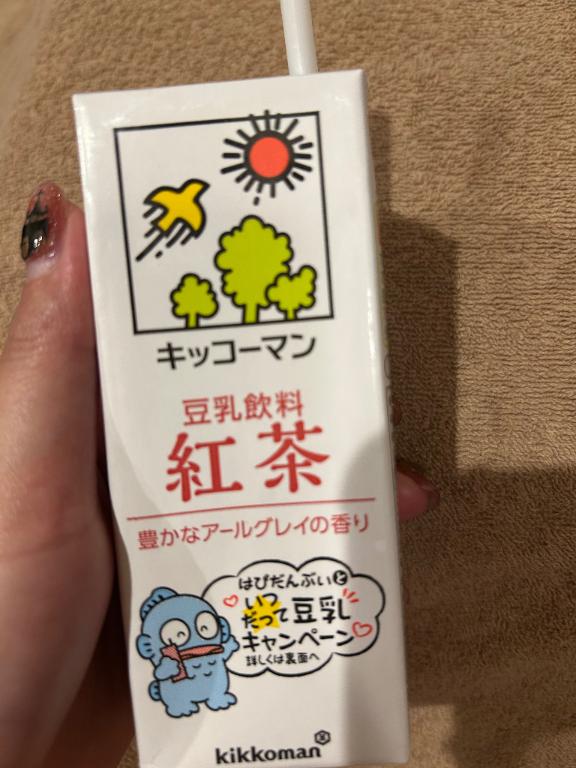 キッコーマン
豆乳飲料
紅茶
豊かなアールグレイの香り
はぴだんぶいと
いつ
だって豆乳
キャンペーン
詳しくは裏面へ
kikkoman